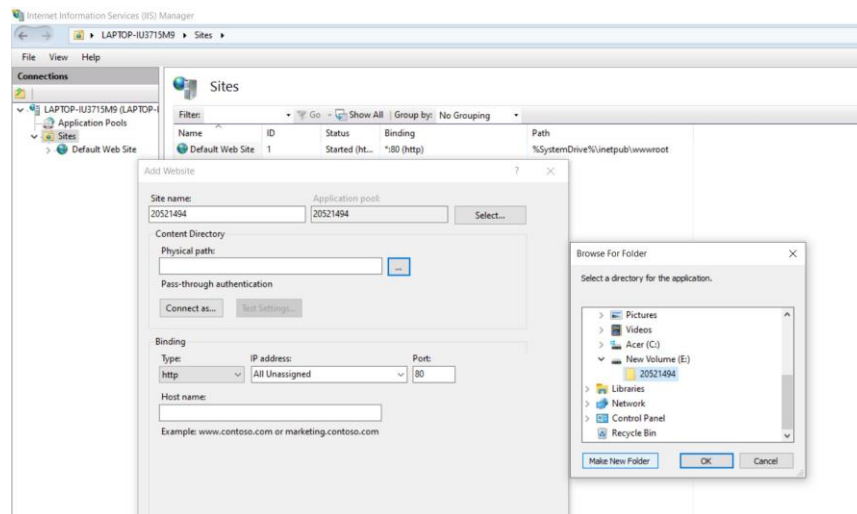 Internet Information Services (IIS) Manager
LAPTOP-IU3715M9 Sites
File View Help
Connections
LAPTOP-IU3715M9 (LAPTOP-I
Application Pools
Sites
Default Web Site
Sites
Filter: Go Show All Group by: No Grouping
Name ID Status Binding Path
Default Web Site 1 Started (ht... *:80 (http) %SystemDrive%\inetpub\wwwroot
Add Website ?
Site name: Application pool:
20521494 20521494 Select...
Content Directory
Physical path:
...
Pass-through authentication
Connect as... Test Settings...
Binding
Type: IP address: Port:
http All Unassigned 80
Host name:
Example: www.contoso.com or marketing.contoso.com
Browse For Folder
Select a directory for the application.
Pictures
Videos
Acer (C:)
New Volume (E:)
20521494
Libraries
Network
Control Panel
Recycle Bin
Make New Folder OK Cancel